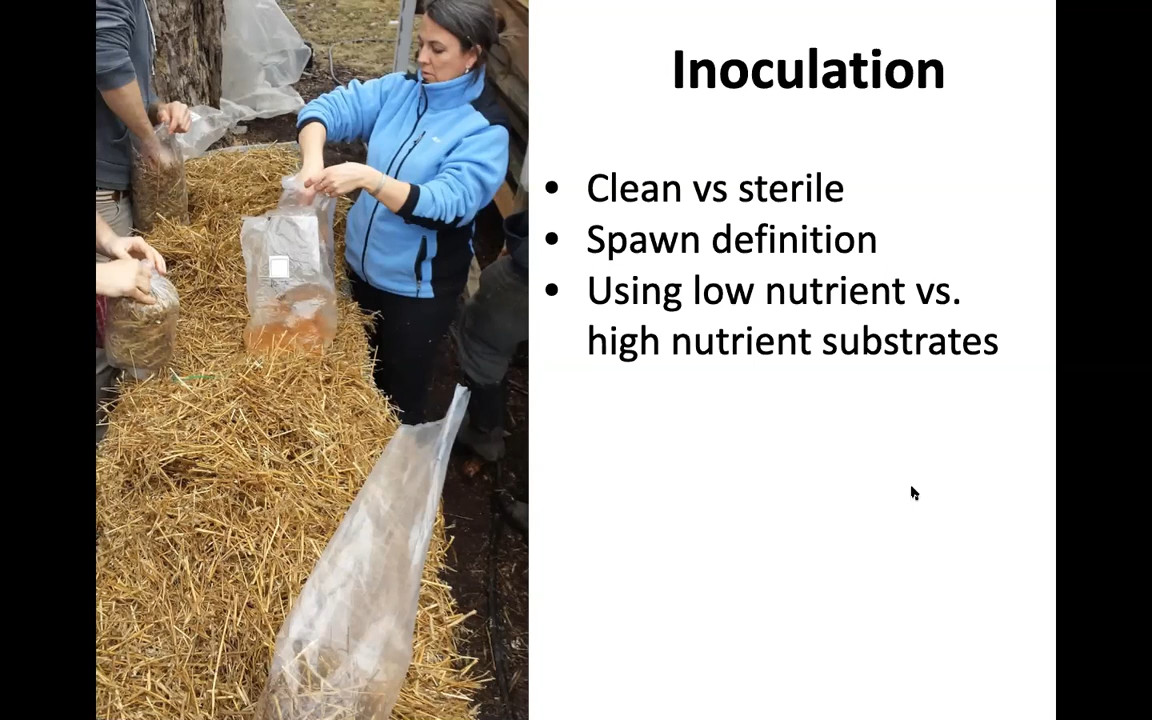 Inoculation
• Clean vs sterile
• Spawn definition
• Using low nutrient vs.
high nutrient substrates